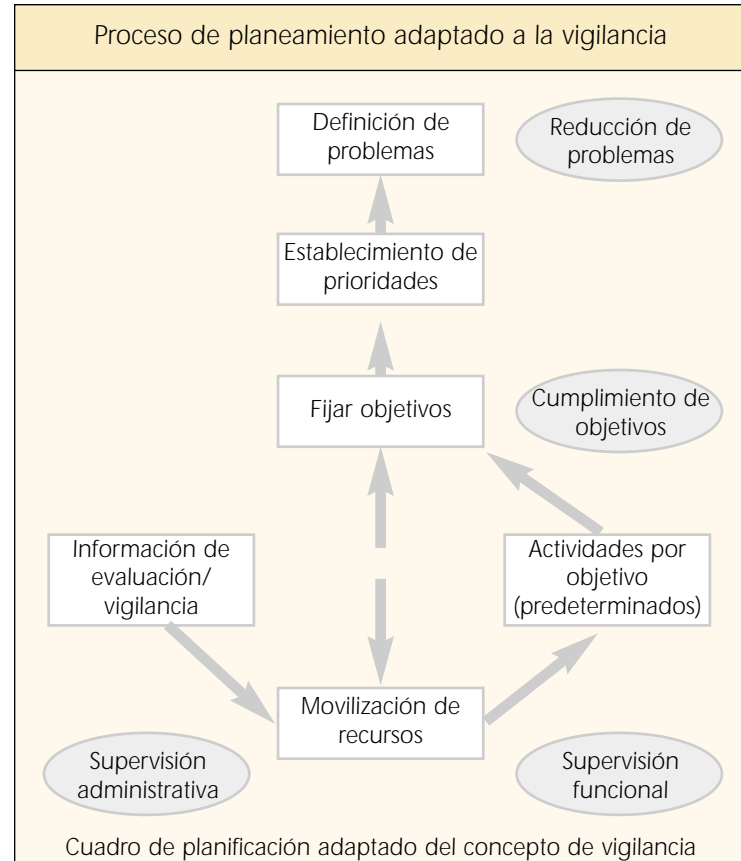 Proceso de planeamiento adaptado a la vigilancia
Definición de
problemas
Reducción de
problemas
Establecimiento de
prioridades
Fijar objetivos
Cumplimiento de
objetivos
Información de
evaluación/
vigilancia
Actividades por
objetivo
(predeterminados)
Movilización de
recursos
Supervisión
administrativa
Supervisión
funcional
Cuadro de planificación adaptado del concepto de vigilancia